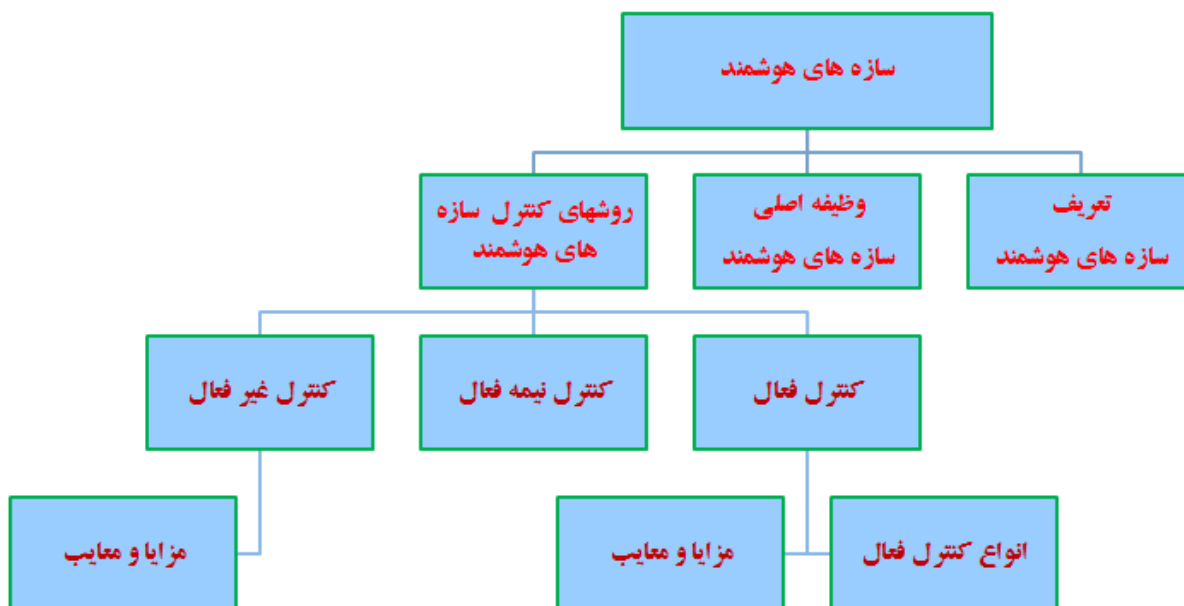 سازه های هوشمند
تعریف
سازه های هوشمند
وظیفه اصلی
سازه های هوشمند
روشهای کنترل سازه
های هوشمند
کنترل فعال
کنترل نیمه فعال
کنترل غیر فعال
انواع کنترل فعال
مزایا و معایب
مزایا و معایب